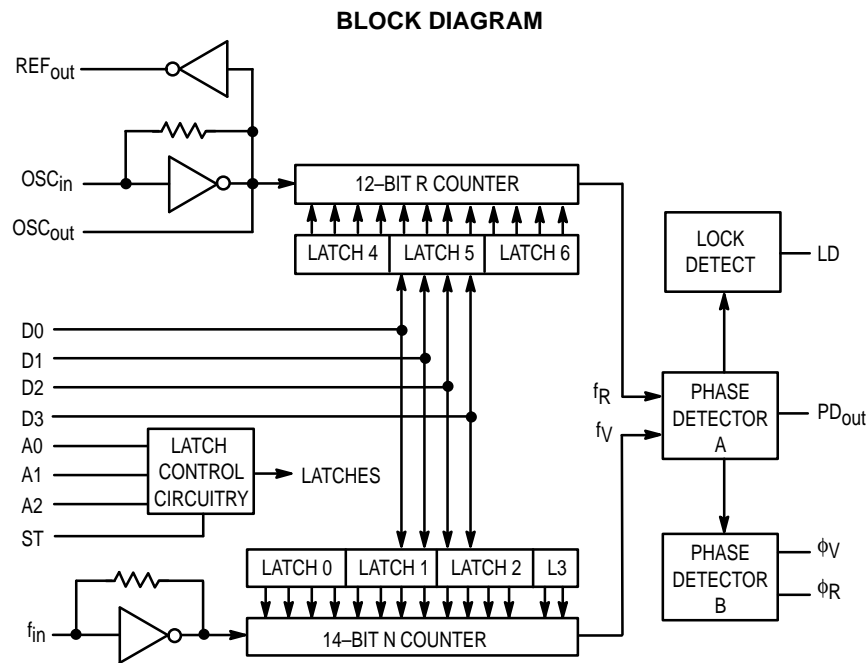 BLOCK DIAGRAM
REFout
OSCin
OSCout
12–BIT R COUNTER
LATCH 4
LATCH 5
LATCH 6
LOCK
DETECT
LD
D0
D1
D2
D3
A0
A1
A2
ST
LATCH
CONTROL
CIRCUITRY
LATCHES
fR
fV
PHASE
DETECTOR
A
PDout
LATCH 0
LATCH 1
LATCH 2
L3
PHASE
DETECTOR
B
ϕV
ϕR
fin
14–BIT N COUNTER